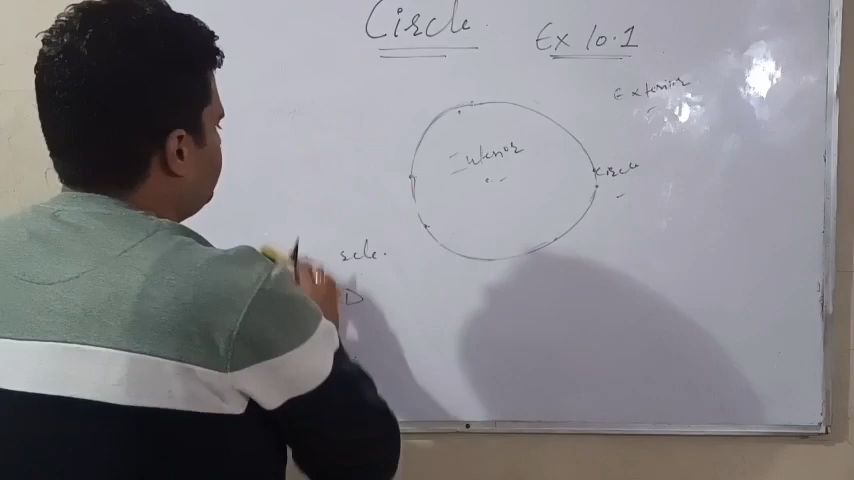 Circle.
Ex 10.1
Exterior
Interior
circle
D